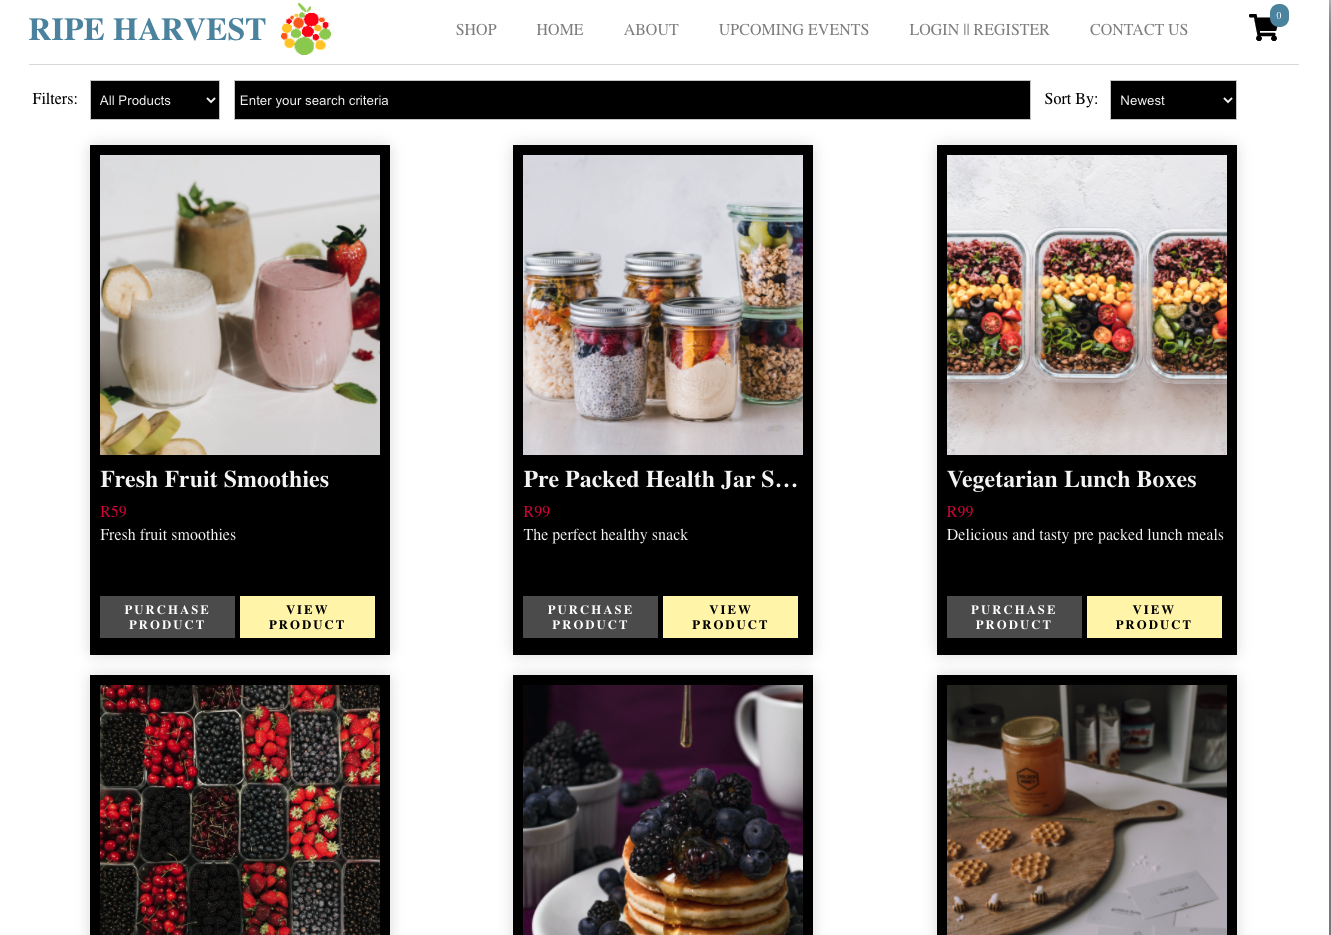 RIPE HARVEST
SHOP HOME ABOUT UPCOMING EVENTS LOGIN || REGISTER CONTACT US 0
Filters: All Products Enter your search criteria Sort By: Newest
Fresh Fruit Smoothies
R59
Fresh fruit smoothies
PURCHASE PRODUCT
VIEW PRODUCT
Pre Packed Health Jar S...
R99
The perfect healthy snack
PURCHASE PRODUCT
VIEW PRODUCT
Vegetarian Lunch Boxes
R99
Delicious and tasty pre packed lunch meals
PURCHASE PRODUCT
VIEW PRODUCT